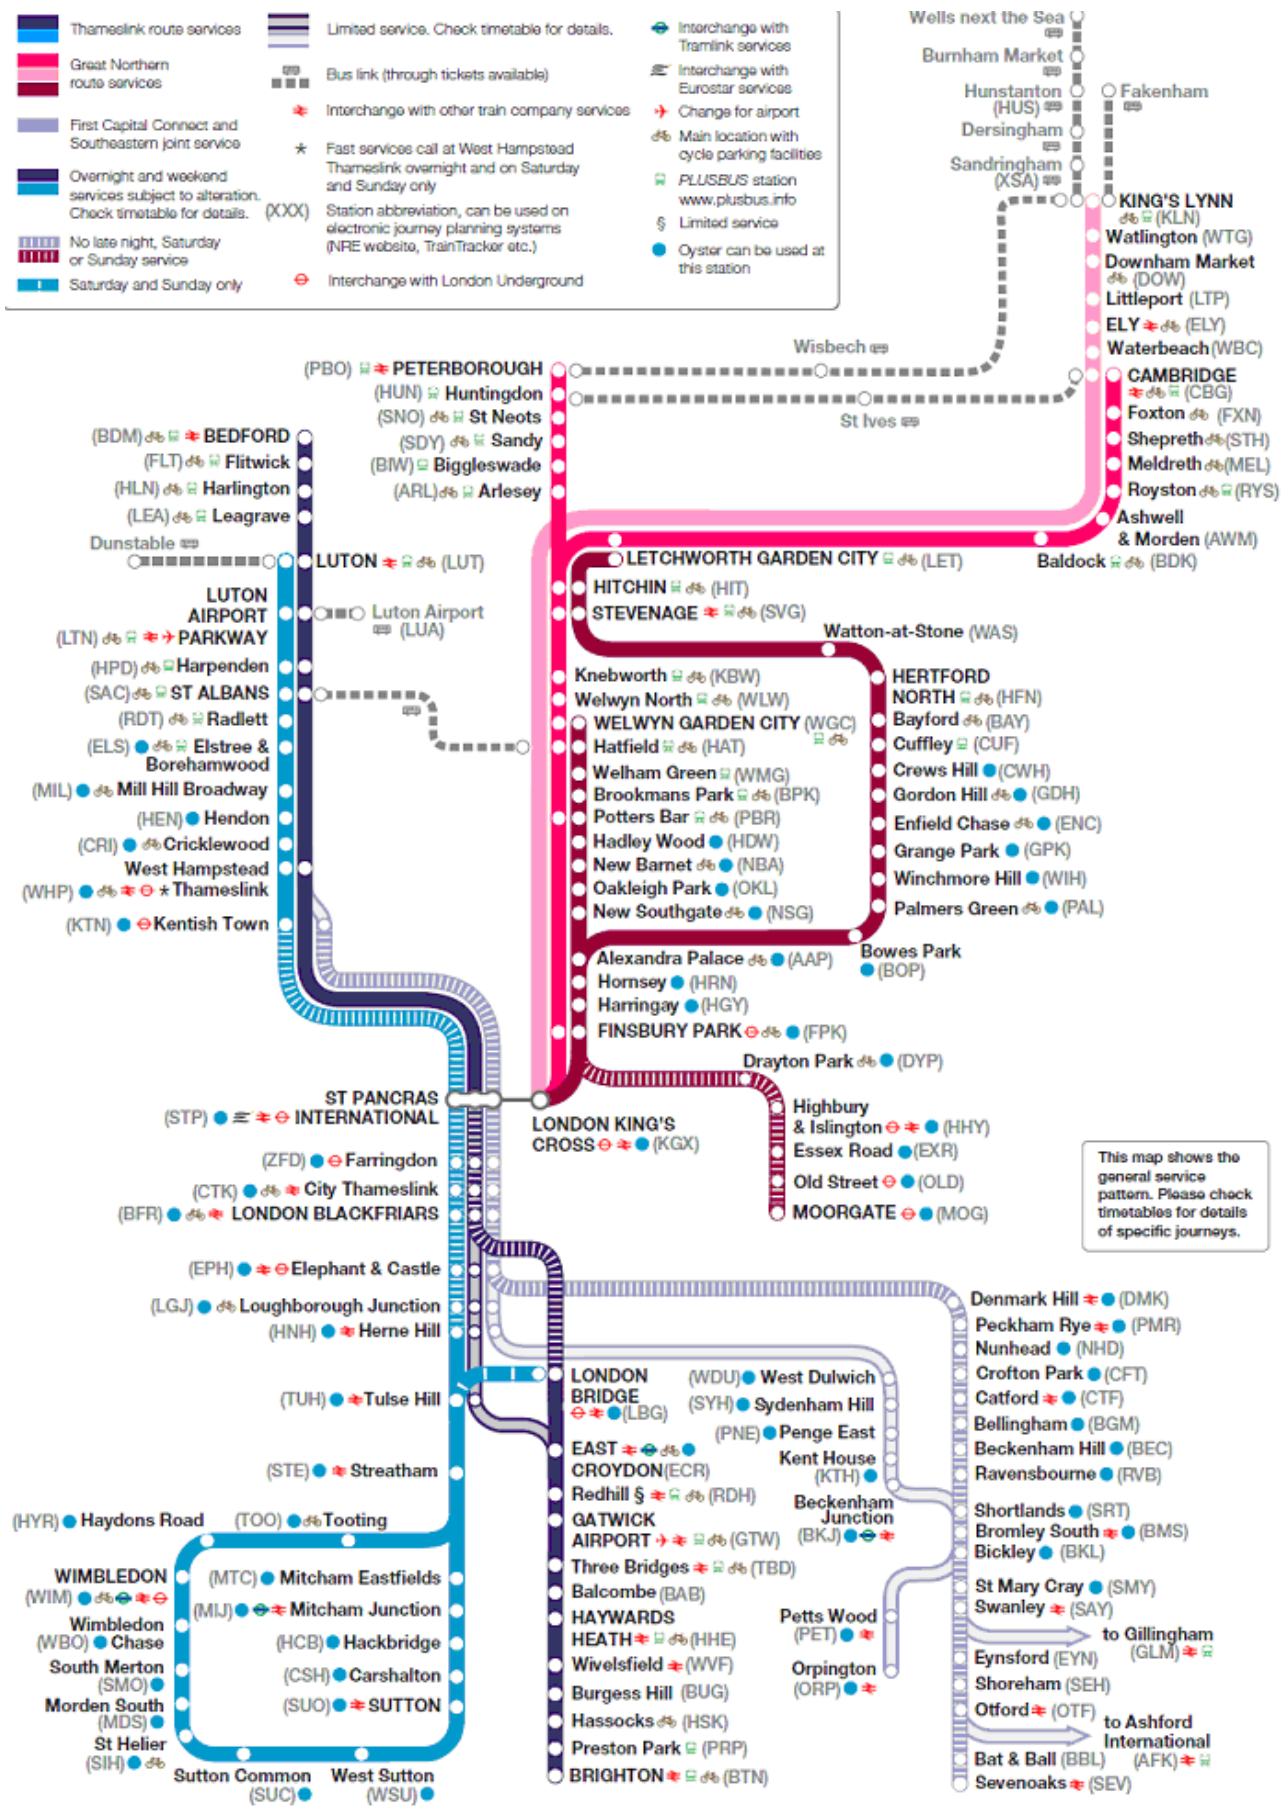 Thameslink route services
Great Northern
route services
First Capital Connect and
Southeastern joint service
Overnight and weekend
services subject to alteration.
Check timetable for details.
No late night, Saturday
or Sunday service
Saturday and Sunday only
Limited service. Check timetable for details.
Bus link (through tickets available)
Interchange with other train company services
* Fast services call at West Hampstead
Thameslink overnight and on Saturday
and Sunday only
(XXX) Station abbreviation, can be used on
electronic journey planning systems
(NRE website, TrainTracker etc.)
Interchange with London Underground
Interchange with
Tramlink services
Interchange with
Eurostar services
Change for airport
Main location with
cycle parking facilities
PLUSBUS station
www.plusbus.info
§ Limited service
Oyster can be used at
this station
Wells next the Sea
Burnham Market
Hunstanton
(HUS)
Fakenham
Dersingham
Sandringham
(XSA)
KING'S LYNN
(KLN)
Watlington (WTG)
Downham Market
(DOW)
Littleport (LTP)
ELY (ELY)
Waterbeach (WBC)
CAMBRIDGE
(CBG)
Foxton (FXN)
Shepreth (STH)
Meldreth (MEL)
Royston (RYS)
Ashwell
& Morden (AWM)
Baldock (BDK)
Wisbech
St Ives
(PBO) PETERBOROUGH
(HUN) Huntingdon
(SNO) St Neots
(SDY) Sandy
(BIW) Biggleswade
(ARL) Arlesey
LETCHWORTH GARDEN CITY (LET)
HITCHIN (HIT)
STEVENAGE (SVG)
Watton-at-Stone (WAS)
Knebworth (KBW)
Welwyn North (WLW)
WELWYN GARDEN CITY (WGC)
Hatfield (HAT)
Welham Green (WMG)
Brookmans Park (BPK)
Potters Bar (PBR)
Hadley Wood (HDW)
New Barnet (NBA)
Oakleigh Park (OKL)
New Southgate (NSG)
Alexandra Palace (AAP)
Hornsey (HRN)
Harringay (HGY)
FINSBURY PARK (FPK)
HERTFORD
NORTH (HFN)
Bayford (BAY)
Cuffley (CUF)
Crews Hill (CWH)
Gordon Hill (GDH)
Enfield Chase (ENC)
Grange Park (GPK)
Winchmore Hill (WIH)
Palmers Green (PAL)
Bowes Park
(BOP)
Drayton Park (DYP)
Highbury
& Islington (HHY)
Essex Road (EXR)
Old Street (OLD)
MOORGATE (MOG)
LONDON KING'S
CROSS (KGX)
(BDM) BEDFORD
(FLT) Flitwick
(HLN) Harlington
(LEA) Leagrave
Dunstable
LUTON (LUT)
LUTON
AIRPORT
(LTN) PARKWAY
Luton Airport
(LUA)
(HPD) Harpenden
(SAC) ST ALBANS
(RDT) Radlett
(ELS) Elstree &
Borehamwood
(MIL) Mill Hill Broadway
(HEN) Hendon
(CRI) Cricklewood
West Hampstead
(WHP) * Thameslink
(KTN) Kentish Town
ST PANCRAS
(STP) INTERNATIONAL
(ZFD) Farringdon
(CTK) City Thameslink
(BFR) LONDON BLACKFRIARS
(EPH) Elephant & Castle
(LGJ) Loughborough Junction
(HNH) Herne Hill
(TUH) Tulse Hill
(STE) Streatham
(HYR) Haydons Road
(TOO) Tooting
WIMBLEDON
(WIM)
Wimbledon
(WBO) Chase
South Merton
(SMO)
Morden South
(MDS)
St Helier
(SIH)
Sutton Common
(SUC)
West Sutton
(WSU)
(MTC) Mitcham Eastfields
(MIJ) Mitcham Junction
(HCB) Hackbridge
(CSH) Carshalton
(SUO) SUTTON
LONDON
BRIDGE
(LBG)
EAST
CROYDON (ECR)
Redhill § (RDH)
GATWICK
AIRPORT (GTW)
Three Bridges (TBD)
Balcombe (BAB)
HAYWARDS
HEATH (HHE)
Wivelsfield (WVF)
Burgess Hill (BUG)
Hassocks (HSK)
Preston Park (PRP)
BRIGHTON (BTN)
(WDU) West Dulwich
(SYH) Sydenham Hill
(PNE) Penge East
Kent House
(KTH)
Beckenham
Junction
(BKJ)
Petts Wood
(PET)
Orpington
(ORP)
Denmark Hill (DMK)
Peckham Rye (PMR)
Nunhead (NHD)
Crofton Park (CFT)
Catford (CTF)
Bellingham (BGM)
Beckenham Hill (BEC)
Ravensbourne (RVB)
Shortlands (SRT)
Bromley South (BMS)
Bickley (BKL)
St Mary Cray (SMY)
Swanley (SAY)
to Gillingham
(GLM)
Eynsford (EYN)
Shoreham (SEH)
Otford (OTF)
to Ashford
International
(AFK)
Bat & Ball (BBL)
Sevenoaks (SEV)
This map shows the
general service
pattern. Please check
timetables for details
of specific journeys.